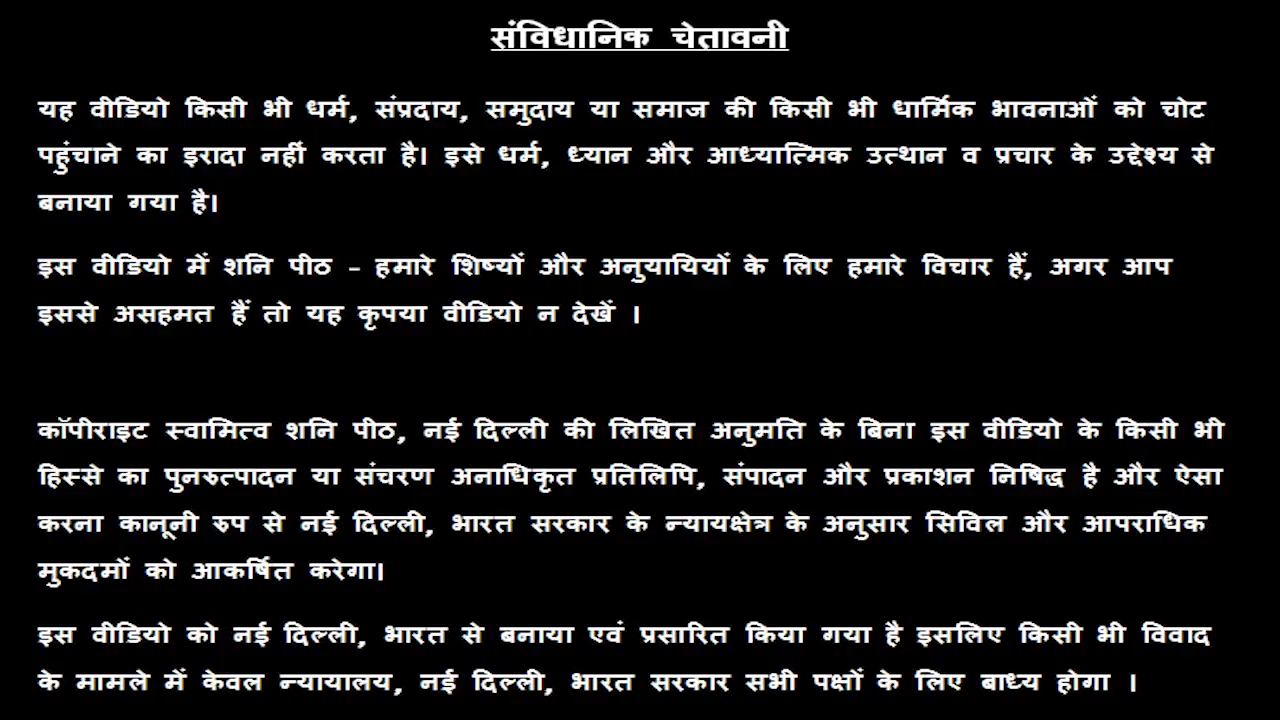 संविधानिक चेतावनी
यह वीडियो किसी भी धर्म, संप्रदाय, समुदाय या समाज की किसी भी धार्मिक भावनाओं को चोट
पहुंचाने का इरादा नहीं करता है। इसे धर्म, ध्यान और आध्यात्मिक उत्थान व प्रचार के उद्देश्य से
बनाया गया है।
इस वीडियो में शनि पीठ – हमारे शिष्यों और अनुयायियों के लिए हमारे विचार हैं, अगर आप
इससे असहमत हैं तो यह कृपया वीडियो न देखें ।
कॉपीराइट स्वामित्व शनि पीठ, नई दिल्ली की लिखित अनुमति के बिना इस वीडियो के किसी भी
हिस्से का पुनरुत्पादन या संचरण अनाधिकृत प्रतिलिपि, संपादन और प्रकाशन निषिद्ध है और ऐसा
करना कानूनी रुप से नई दिल्ली, भारत सरकार के न्यायक्षेत्र के अनुसार सिविल और आपराधिक
मुकदमों को आकर्षित करेगा।
इस वीडियो को नई दिल्ली, भारत से बनाया एवं प्रसारित किया गया है इसलिए किसी भी विवाद
के मामले में केवल न्यायालय, नई दिल्ली, भारत सरकार सभी पक्षों के लिए बाध्य होगा ।